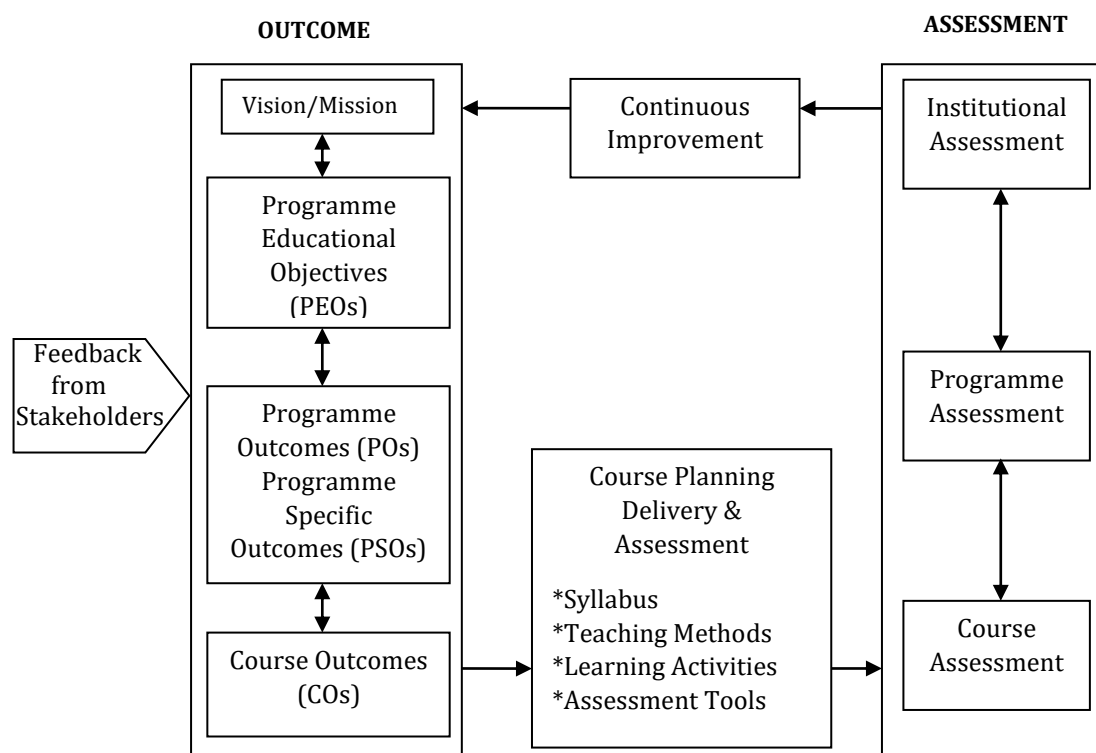 OUTCOME
ASSESSMENT
Vision/Mission
Programme
Educational
Objectives
(PEOs)
Programme
Outcomes (POs)
Programme
Specific
Outcomes (PSOs)
Course Outcomes
(COs)
Feedback
from
Stakeholders
Continuous
Improvement
Course Planning
Delivery &
Assessment
*Syllabus
*Teaching Methods
*Learning Activities
*Assessment Tools
Institutional
Assessment
Programme
Assessment
Course
Assessment